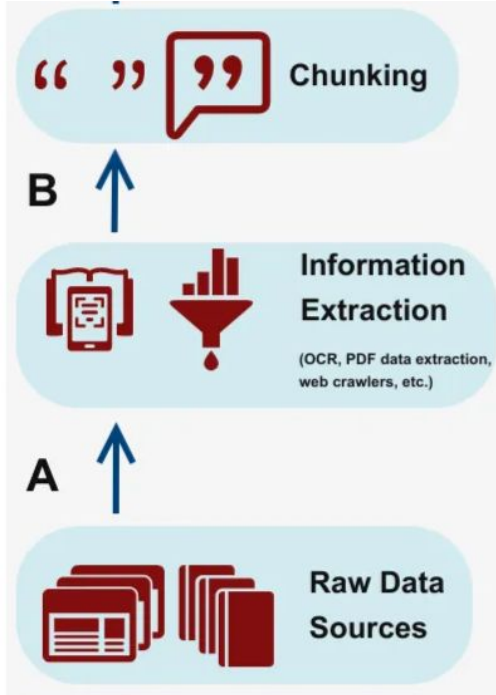 “ ” ” Chunking
B
Information
Extraction
(OCR, PDF data extraction,
web crawlers, etc.)
A
Raw Data
Sources